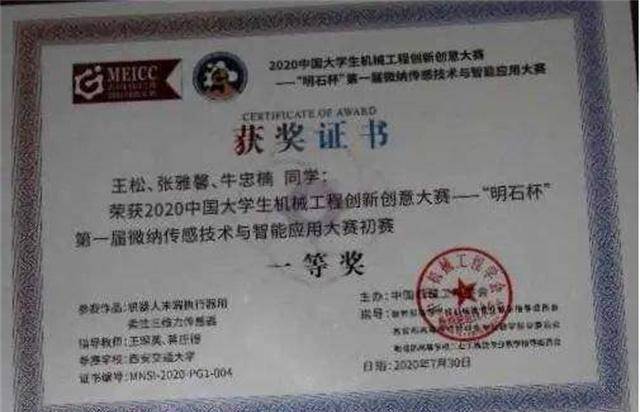 MEICC
2020中国大学生机械工程创新创意大赛
——“明石杯”第一届微纳传感技术与智能应用大赛
CERTIFICATE OF AWARD
获奖证书
王松、张雅馨、牛忠楠 同学：
荣获2020中国大学生机械工程创新创意大赛——“明石杯”
第一届微纳传感技术与智能应用大赛初赛
一等奖
参赛作品：机器人末端执行器用
柔性三维力传感器
主办：中国机械工程学会
指导教师：王琛英、蒋庄德
参赛学校：西安交通大学
证书编号：MNSI-2020-PG1-004
日期：2020年7月30日